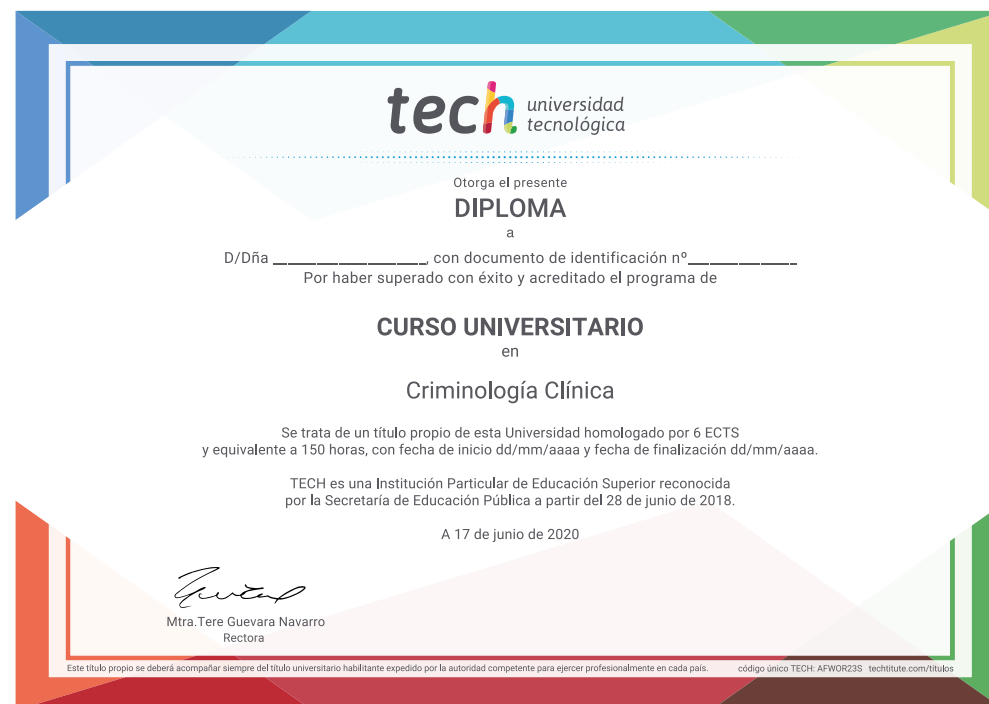 tech universidad
tecnológica
Otorga el presente
DIPLOMA
a
D/Dña ____________________, con documento de identificación nº______________
Por haber superado con éxito y acreditado el programa de
CURSO UNIVERSITARIO
en
Criminología Clínica
Se trata de un título propio de esta Universidad homologado por 6 ECTS
y equivalente a 150 horas, con fecha de inicio dd/mm/aaaa y fecha de finalización dd/mm/aaaa.
TECH es una Institución Particular de Educación Superior reconocida
por la Secretaría de Educación Pública a partir del 28 de junio de 2018.
A 17 de junio de 2020
Mtra.Tere Guevara Navarro
Rectora
Este título propio se deberá acompañar siempre del título universitario habilitante expedido por la autoridad competente para ejercer profesionalmente en cada país. código único TECH: AFWOR23S techtitute.com/titulos